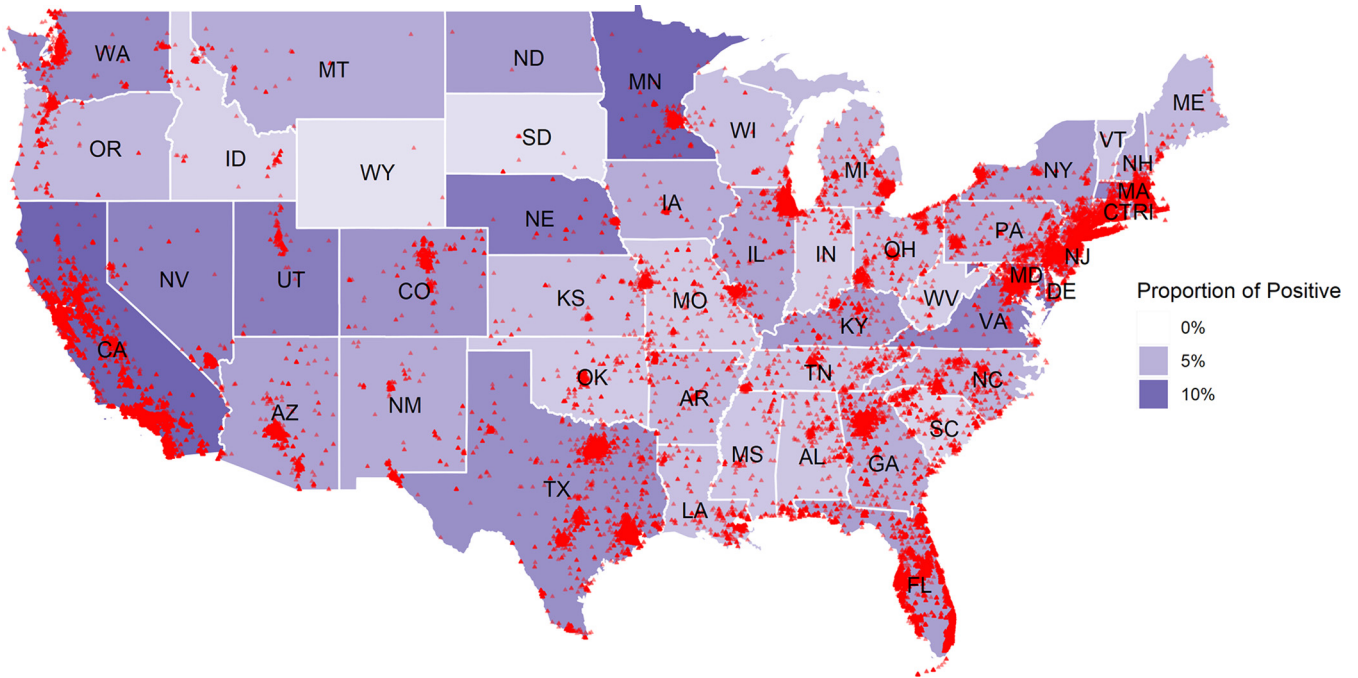 WA
MT
ND
MN
OR
ID
WY
SD
WI
MI
NY
VT
ME
NH
MA
CTRI
NV
UT
CO
NE
IA
IL
IN
OH
PA
NJ
MD
DE
WV
VA
CA
KS
MO
KY
AZ
NM
OK
AR
TN
NC
SC
TX
LA
MS
AL
GA
FL
Proportion of Positive
0%
5%
10%